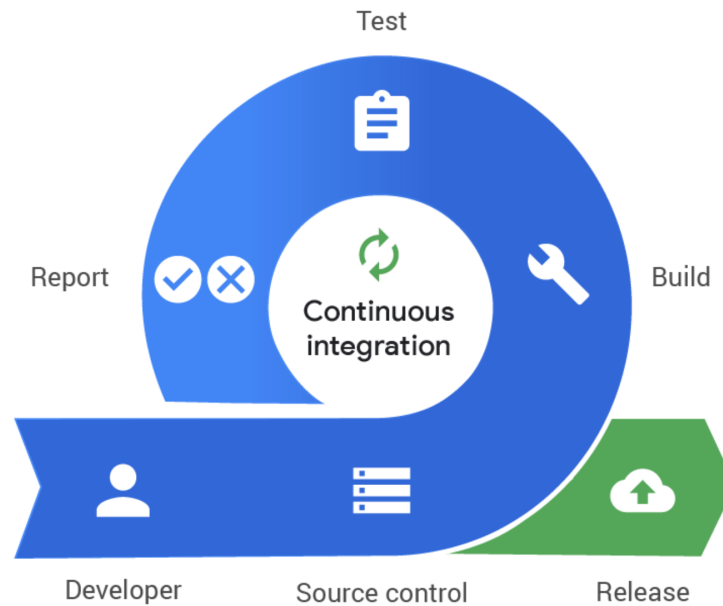 Test
Report
Build
Continuous
integration
Developer
Source control
Release